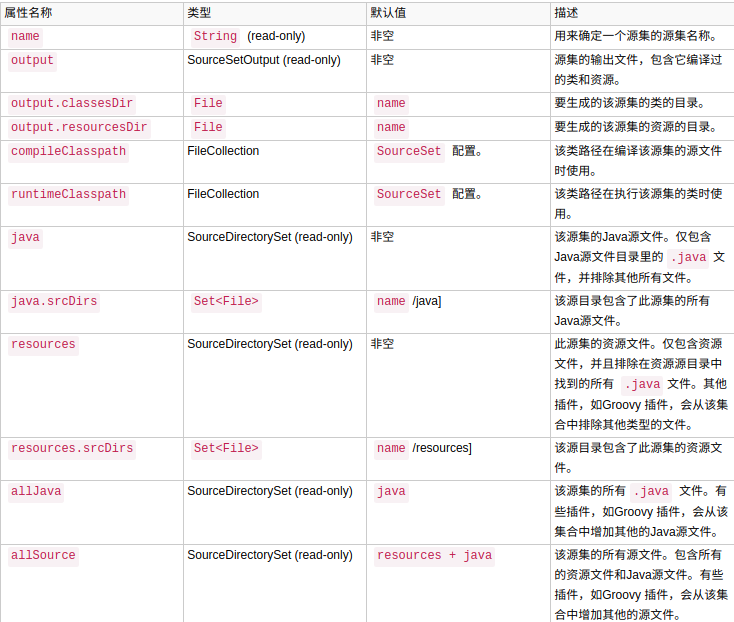 属性名称 类型 默认值 描述
name String (read-only) 非空 用来确定一个源集的源集名称。
output SourceSetOutput (read-only) 非空 源集的输出文件，包含它编译过
的类和资源。
output.classesDir File name 要生成的该源集的类的目录。
output.resourcesDir File name 要生成的该源集的资源的目录。
compileClasspath FileCollection SourceSet 配置。 该类路径在编译该源集的源文件
时使用。
runtimeClasspath FileCollection SourceSet 配置。 该类路径在执行该源集的类时使
用。
java SourceDirectorySet (read-only) 非空 该源集的Java源文件。仅包含
Java源文件目录里的 .java 文
件，并排除其他所有文件。
java.srcDirs Set<File> name /java] 该源目录包含了此源集的所有
Java源文件。
resources SourceDirectorySet (read-only) 非空 此源集的资源文件。仅包含资源
文件，并且排除在资源源目录中
找到的所有 .java 文件。其他
插件，如Groovy 插件，会从该集
合中排除其他类型的文件。
resources.srcDirs Set<File> name /resources] 该源目录包含了此源集的资源文
件。
allJava SourceDirectorySet (read-only) java 该源集的所有 .java 文件。有
些插件，如Groovy 插件，会从该
集合中增加其他的Java源文件。
allSource SourceDirectorySet (read-only) resources + java 该源集的所有源文件。包含所有
的资源文件和Java源文件。有些
插件，如Groovy 插件，会从该集
合中增加其他的源文件。